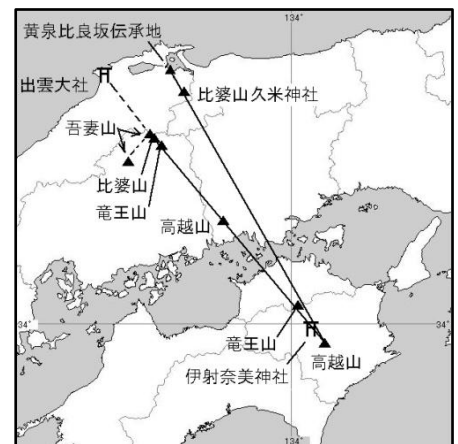 134°
黄泉比良坂伝承地
出雲大社
比婆山久米神社
吾妻山
比婆山
竜王山
高越山
34°
34°
竜王山
高越山
伊射奈美神社
134°